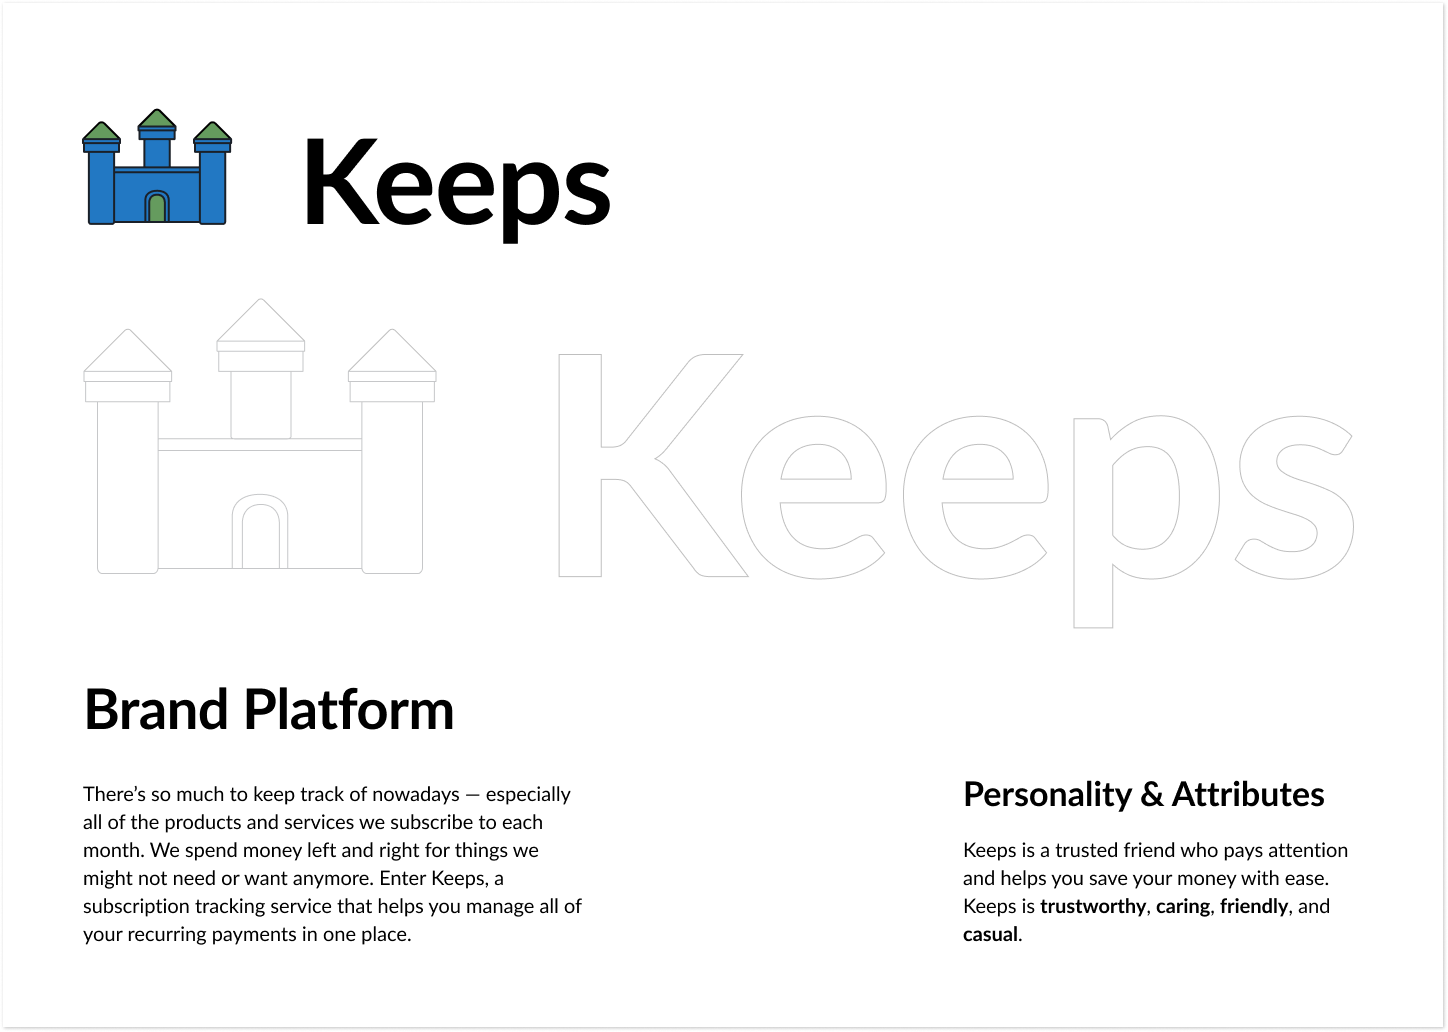 Keeps
Keeps
Brand Platform
There’s so much to keep track of nowadays — especially
all of the products and services we subscribe to each
month. We spend money left and right for things we
might not need or want anymore. Enter Keeps, a
subscription tracking service that helps you manage all of
your recurring payments in one place.
Personality & Attributes
Keeps is a trusted friend who pays attention
and helps you save your money with ease.
Keeps is trustworthy, caring, friendly, and
casual.